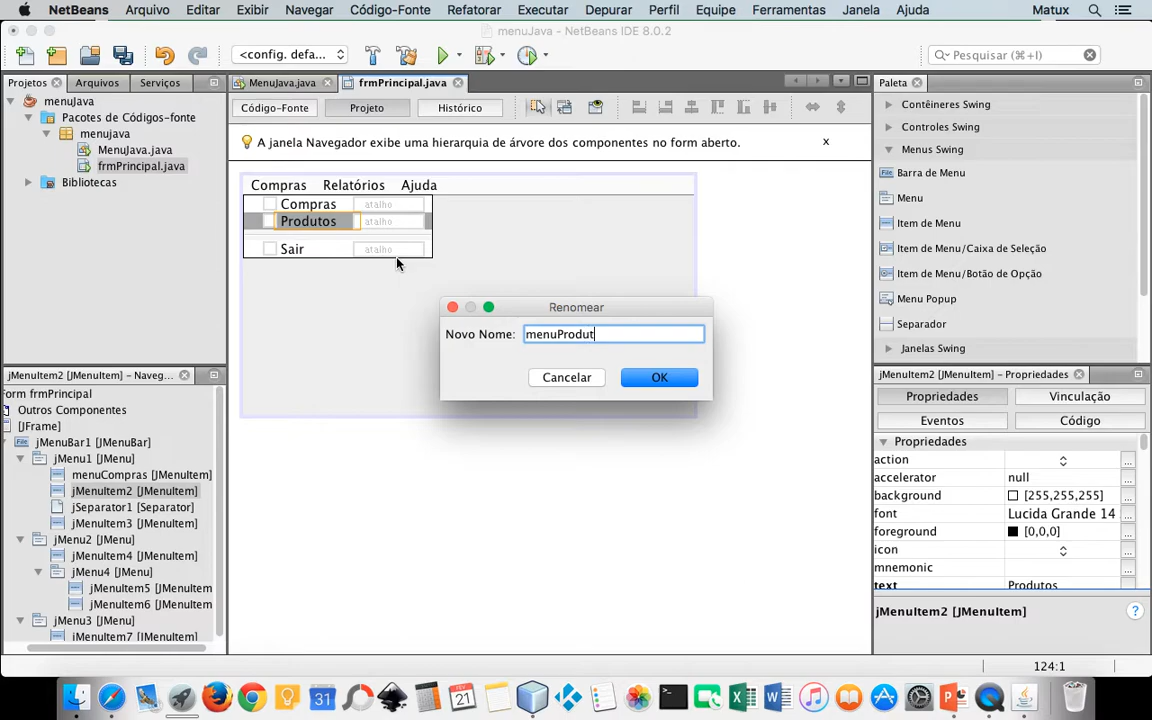 NetBeans Arquivo Editar Exibir Navegar Código-Fonte Refatorar Executar Depurar Perfil Equipe Ferramentas Janela Ajuda Matux
menuJava - NetBeans IDE 8.0.2
<config. defa...
Pesquisar (⌘+I)
Projetos Arquivos Serviços
MenuJava.java frmPrincipal.java
Paleta
menuJava
Pacotes de Códigos-fonte
menujava
MenuJava.java
frmPrincipal.java
Bibliotecas
Código-Fonte Projeto Histórico
A janela Navegador exibe uma hierarquia de árvore dos componentes no form aberto. x
Compras Relatórios Ajuda
Compras atalho
Produtos atalho
Sair atalho
Renomear
Novo Nome: menuProdut
Cancelar OK
Contêineres Swing
Controles Swing
Menus Swing
Barra de Menu
Menu
Item de Menu
Item de Menu/Caixa de Seleção
Item de Menu/Botão de Opção
Menu Popup
Separador
Janelas Swing
jMenuItem2 [JMenuItem] – Naveg...
orm frmPrincipal
Outros Componentes
[JFrame]
jMenuBar1 [JMenuBar]
jMenu1 [JMenu]
menuCompras [JMenuItem]
jMenuItem2 [JMenuItem]
jSeparator1 [Separator]
jMenuItem3 [JMenuItem]
jMenu2 [JMenu]
jMenuItem4 [JMenuItem]
jMenu4 [JMenu]
jMenuItem5 [JMenuItem
jMenuItem6 [JMenuItem
jMenu3 [JMenu]
jMenuItem7 [JMenuItem]
jMenuItem2 [JMenuItem] – Propriedades
Propriedades Vinculação
Eventos Código
Propriedades
action ...
accelerator null ...
background [255,255,255] ...
font Lucida Grande 14 ...
foreground [0,0,0] ...
icon ...
mnemonic ...
text Produtos ...
jMenuItem2 [JMenuItem]
?
124:1